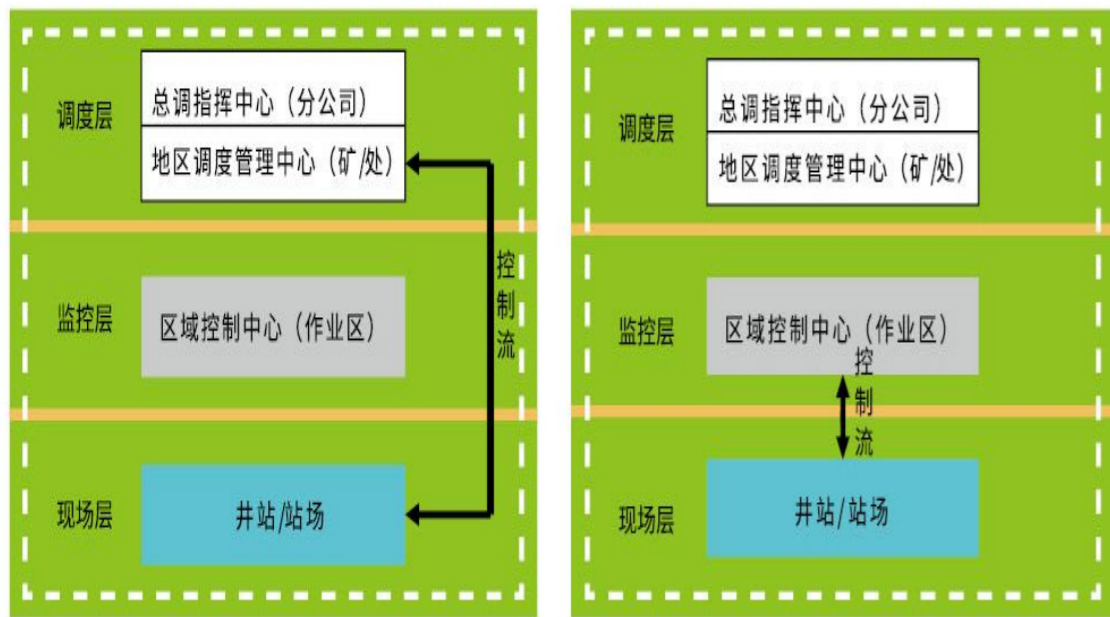 调度层
总调指挥中心（分公司）
地区调度管理中心（矿/处）
监控层
区域控制中心（作业区）
控制流
现场层
井站/站场
调度层
总调指挥中心（分公司）
地区调度管理中心（矿/处）
监控层
区域控制中心（作业区）
控制流
现场层
井站/站场